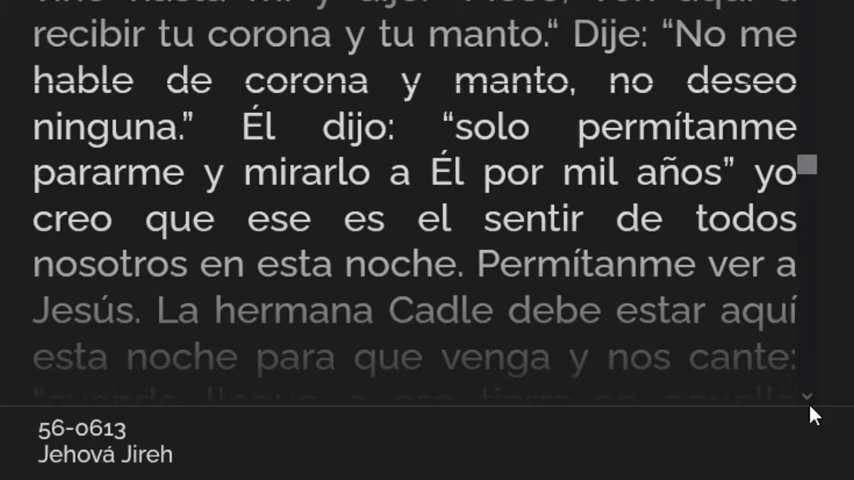 recibir tu corona y tu manto.“ Dije: “No me
hable de corona y manto, no deseo
ninguna.” Él dijo: “solo permítanme
pararme y mirarlo a Él por mil años” yo
creo que ese es el sentir de todos
nosotros en esta noche. Permítanme ver a
Jesús. La hermana Cadle debe estar aquí
esta noche para que venga y nos cante:
56-0613
Jehová Jireh